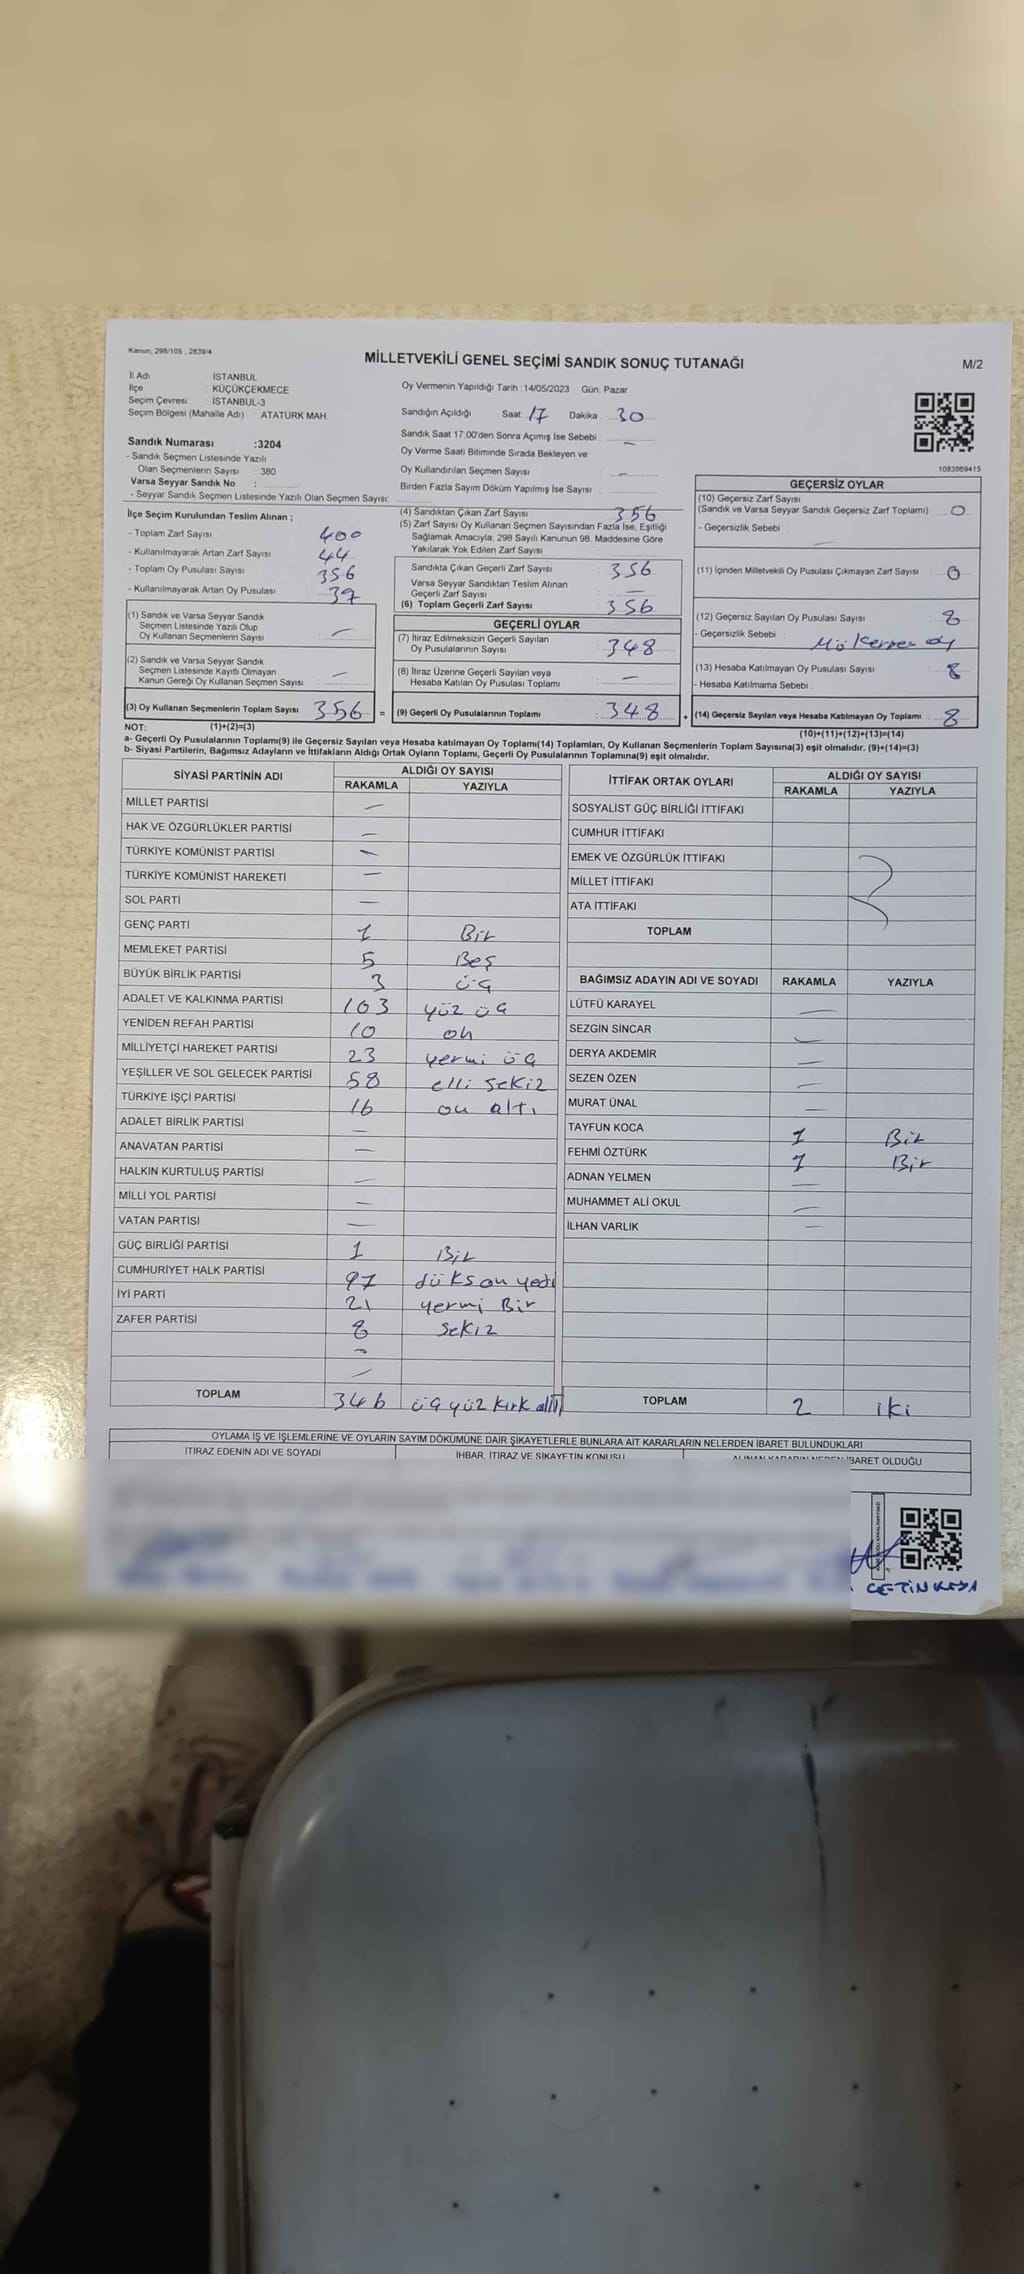 Kanun; 298/105 ; 2839/4
MİLLETVEKİLİ GENEL SEÇİMİ SANDIK SONUÇ TUTANAĞI
M/2
İl Adı : İSTANBUL
İlçe : KÜÇÜKÇEKMECE
Seçim Çevresi : İSTANBUL-3
Seçim Bölgesi (Mahalle Adı) : ATATÜRK MAH.
Sandık Numarası :3204
- Sandık Seçmen Listesinde Yazılı
Olan Seçmenlerin Sayısı : 380
Varsa Seyyar Sandık No :
- Seyyar Sandık Seçmen Listesinde Yazılı Olan Seçmen Sayısı:
Oy Vermenin Yapıldığı Tarih : 14/05/2023 Gün: Pazar
Sandığın Açıldığı Saat 17 Dakika 30
Sandık Saat 17:00'den Sonra Açımış İse Sebebi : —
Oy Verme Saati Bitiminde Sırada Bekleyen ve
Oy Kullandırılan Seçmen Sayısı : —
Birden Fazla Sayım Döküm Yapılmış İse Sayısı :
1083869415
İlçe Seçim Kurulundan Teslim Alınan ;
- Toplam Zarf Sayısı 400
- Kullanılmayarak Artan Zarf Sayısı 44
- Toplam Oy Pusulası Sayısı 356
- Kullanılmayarak Artan Oy Pusulası 39
(1) Sandık ve Varsa Seyyar Sandık
Seçmen Listesinde Yazılı Olup
Oy Kullanan Seçmenlerin Sayısı : —
(2) Sandık ve Varsa Seyyar Sandık
Seçmen Listesinde Kayıtlı Olmayan
Kanun Gereği Oy Kullanan Seçmen Sayısı : —
(3) Oy Kullanan Seçmenlerin Toplam Sayısı 356 =
(4) Sandıktan Çıkan Zarf Sayısı : 356
(5) Zarf Sayısı Oy Kullanan Seçmen Sayısından Fazla İse, Eşitliği
Sağlamak Amacıyla; 298 Sayılı Kanunun 98. Maddesine Göre
Yakılarak Yok Edilen Zarf Sayısı :
Sandıkta Çıkan Geçerli Zarf Sayısı : 356
Varsa Seyyar Sandıktan Teslim Alınan
Geçerli Zarf Sayısı : —
(6) Toplam Geçerli Zarf Sayısı : 356
GEÇERLİ OYLAR
(7) İtiraz Edilmeksizin Geçerli Sayılan
Oy Pusulalarının Sayısı : 348
(8) İtiraz Üzerine Geçerli Sayılan veya
Hesaba Katılan Oy Pusulası Toplamı : —
(9) Geçerli Oy Pusulalarının Toplamı : 348 +
GEÇERSİZ OYLAR
(10) Geçersiz Zarf Sayısı
(Sandık ve Varsa Seyyar Sandık Geçersiz Zarf Toplamı) : 0
- Geçersizlik Sebebi : —
(11) İçinden Milletvekili Oy Pusulası Çıkmayan Zarf Sayısı : 0
(12) Geçersiz Sayılan Oy Pusulası Sayısı : 8
- Geçersizlik Sebebi : Mükerrer oy
(13) Hesaba Katılmayan Oy Pusulası Sayısı : 8
- Hesaba Katılmama Sebebi :
(14) Geçersiz Sayılan veya Hesaba Katılmayan Oy Toplamı : 8
NOT: (1)+(2)=(3)
(10)+(11)+(12)+(13)=(14)
a- Geçerli Oy Pusulalarının Toplamı(9) ile Geçersiz Sayılan veya Hesaba katılmayan Oy Toplamı(14) Toplamları, Oy Kullanan Seçmenlerin Toplam Sayısına(3) eşit olmalıdır. (9)+(14)=(3)
b- Siyasi Partilerin, Bağımsız Adayların ve İttifakların Aldığı Ortak Oyların Toplamı, Geçerli Oy Pusulalarının Toplamına(9) eşit olmalıdır.
SİYASİ PARTİNİN ADI ALDIĞI OY SAYISI
RAKAMLA YAZIYLA
MİLLET PARTİSİ —
HAK VE ÖZGÜRLÜKLER PARTİSİ —
TÜRKİYE KOMÜNİST PARTİSİ —
TÜRKİYE KOMÜNİST HAREKETİ —
SOL PARTİ —
GENÇ PARTİ 1 Bir
MEMLEKET PARTİSİ 5 Beş
BÜYÜK BİRLİK PARTİSİ 3 üç
ADALET VE KALKINMA PARTİSİ 103 yüz üç
YENİDEN REFAH PARTİSİ 10 on
MİLLİYETÇİ HAREKET PARTİSİ 23 yermi üç
YEŞİLLER VE SOL GELECEK PARTİSİ 58 elli sekiz
TÜRKİYE İŞÇİ PARTİSİ 16 on altı
ADALET BİRLİK PARTİSİ —
ANAVATAN PARTİSİ —
HALKIN KURTULUŞ PARTİSİ —
MİLLİ YOL PARTİSİ —
VATAN PARTİSİ —
GÜÇ BİRLİĞİ PARTİSİ 1 Bir
CUMHURİYET HALK PARTİSİ 97 düksan yedi
İYİ PARTİ 21 yermi Bir
ZAFER PARTİSİ 8 sekiz
—
—
TOPLAM 346 üçyüz kırk altı
İTTİFAK ORTAK OYLARI ALDIĞI OY SAYISI
RAKAMLA YAZIYLA
SOSYALİST GÜÇ BİRLİĞİ İTTİFAKI
CUMHUR İTTİFAKI
EMEK VE ÖZGÜRLÜK İTTİFAKI
MİLLET İTTİFAKI
ATA İTTİFAKI
TOPLAM
BAĞIMSIZ ADAYIN ADI VE SOYADI RAKAMLA YAZIYLA
LÜTFÜ KARAYEL —
SEZGİN SİNCAR —
DERYA AKDEMİR —
SEZEN ÖZEN —
MURAT ÜNAL —
TAYFUN KOCA 1 Bir
FEHMİ ÖZTÜRK 1 Bir
ADNAN YELMEN —
MUHAMMET ALİ OKUL —
İLHAN VARLIK —
TOPLAM 2 iki
OYLAMA İŞ VE İŞLEMLERİNE VE OYLARIN SAYIM DÖKÜMÜNE DAİR ŞİKAYETLERLE BUNLARA AİT KARARLARIN NELERDEN İBARET BULUNDUKLARI
İTİRAZ EDENİN ADI VE SOYADI İHBAR, İTİRAZ VE ŞİKAYETİN KONUSU ALINAN KARARIN NEDEN İBARET OLDUĞU
ÇETİNKAYA